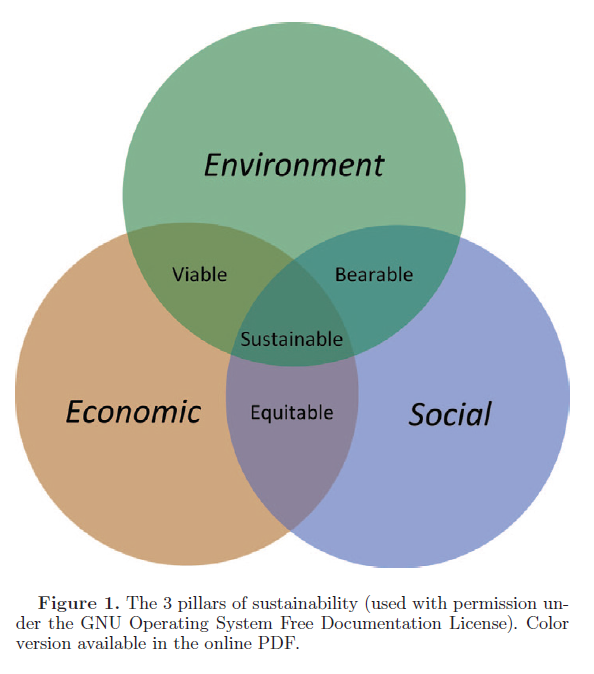 Environment
Viable
Bearable
Sustainable
Economic
Equitable
Social
Figure 1. The 3 pillars of sustainability (used with permission un-
der the GNU Operating System Free Documentation License). Color
version available in the online PDF.